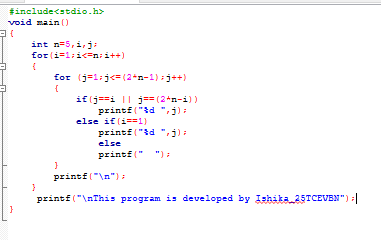 #include<stdio.h>
void main()
{
int n=5,i,j;
for(i=1;i<=n;i++)
{
for (j=1;j<=(2*n-1);j++)
{
if(j==i || j==(2*n-i))
printf("%d ",j);
else if(i==1)
printf("%d ",j);
else
printf("  ");
}
printf("\n");
}
printf("\nThis program is developed by Ishika_25TCEVBN");
}